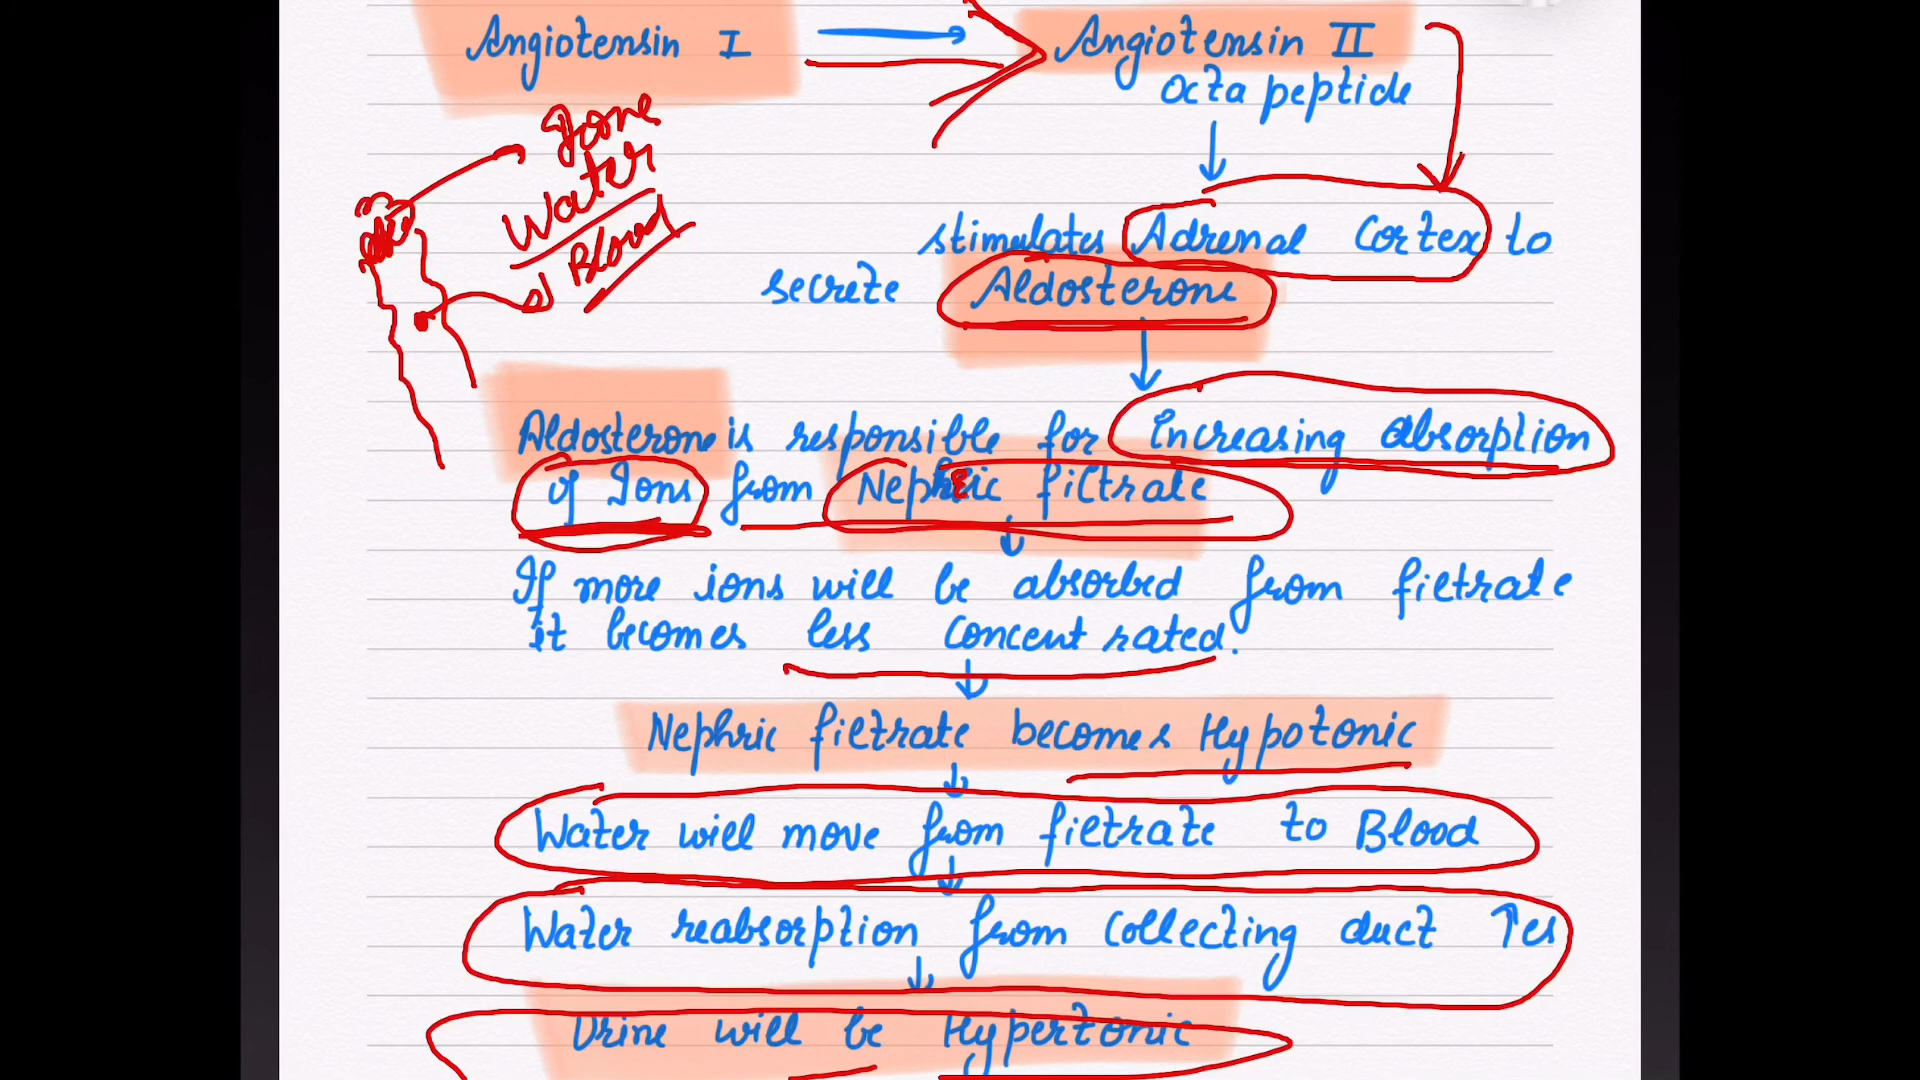 Angiotensin I → Angiotensin II
Octa peptide
Ione
Water
Blood
stimulates Adrenal Cortex to
secrete Aldosterone
Aldosterone is responsible for Increasing absorption
of Ions from Nephric filtrate
If more ions will be absorbed from filtrate
it becomes less concentrated.
Nephric filtrate becomes Hypotonic
Water will move from filtrate to Blood
Water reabsorption from collecting duct ↑es
Urine will be Hypertonic